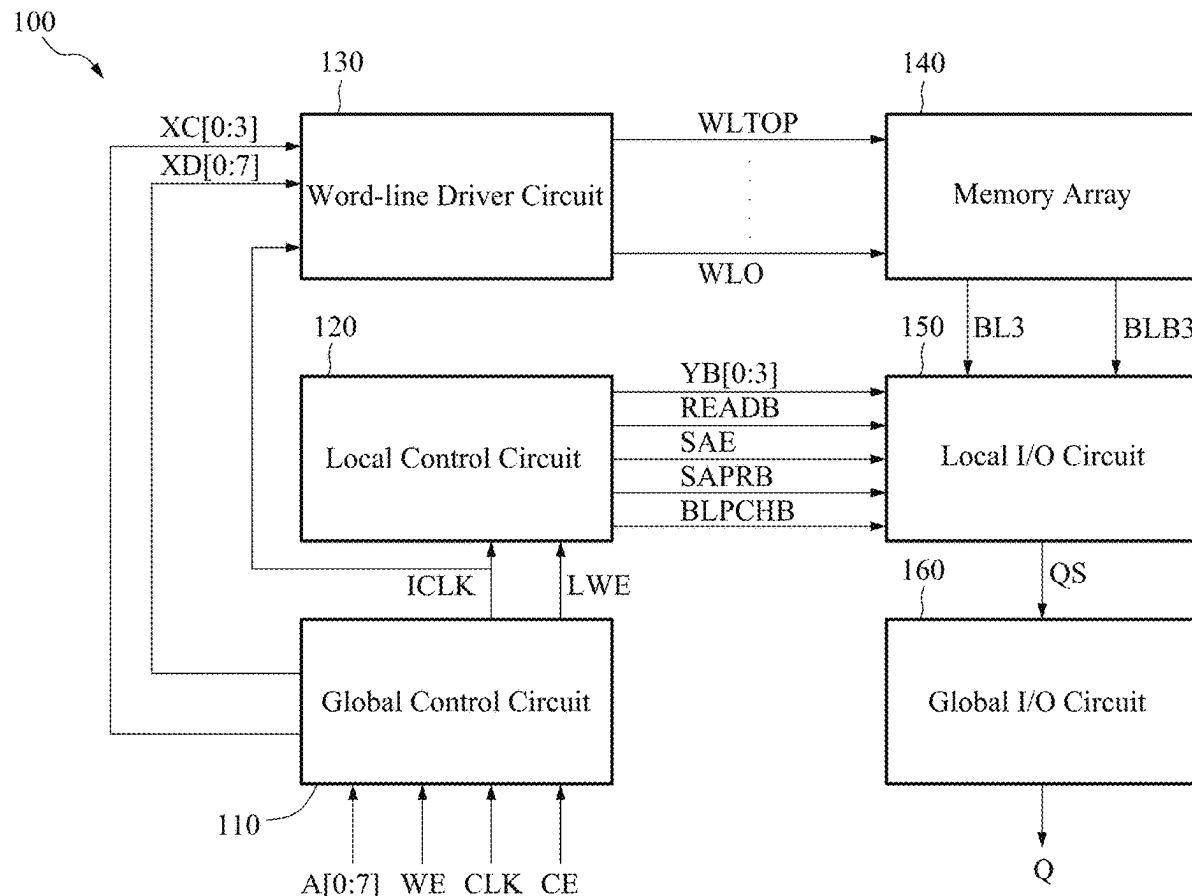 100
130
140
XC[0:3]
XD[0:7]
WLTOP
Word-line Driver Circuit
Memory Array
WLO
120
150
BL3
BLB3
YB[0:3]
READB
SAE
SAPRB
BLPCHB
Local Control Circuit
Local I/O Circuit
ICLK
LWE
160
QS
Global Control Circuit
Global I/O Circuit
110
A[0:7] WE CLK CE
Q